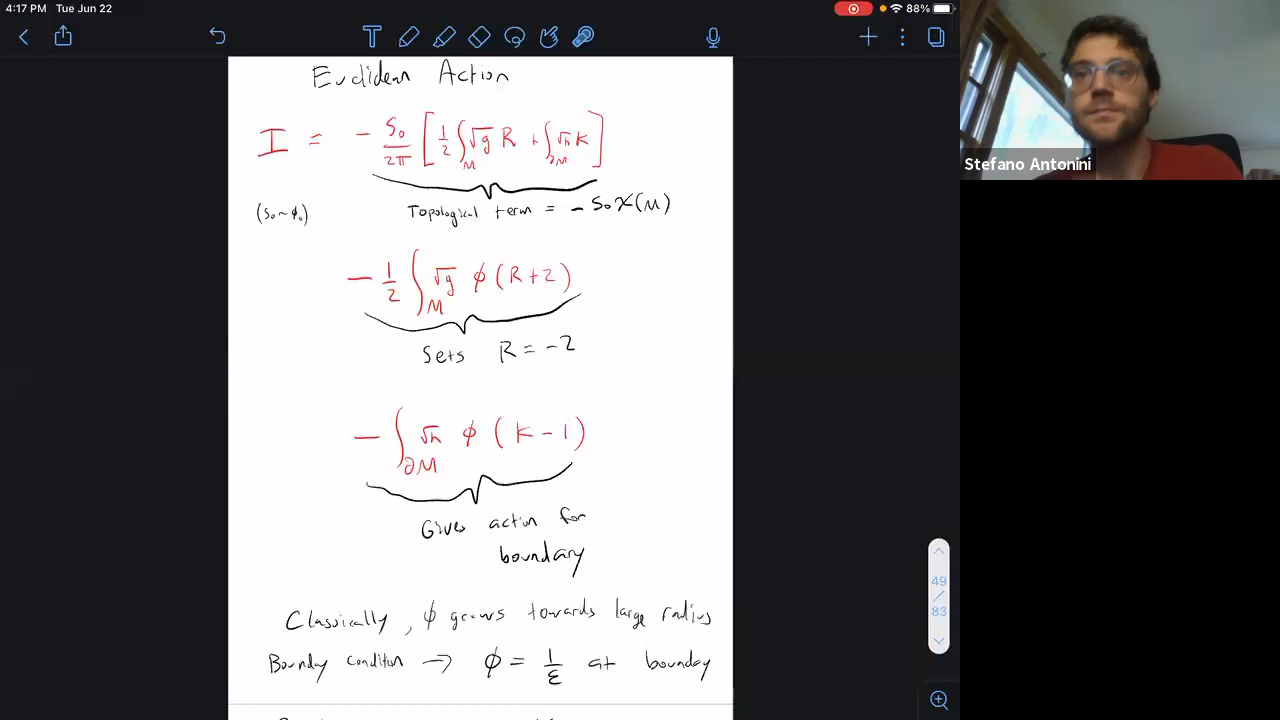 4:17 PM Tue Jun 22
88%
Euclidean Action
I = - S₀/2π [ 1/2 ∫_M √g R + ∫_∂M √h K ]
(S₀ ~ φ₀)
Topological term = - S₀ χ(M)
- 1/2 ∫_M √g φ (R + 2)
Sets R = -2
- ∫_∂M √h φ (K - 1)
Gives action for
boundary
Classically, φ grows towards large radius
Boundary condition → φ = 1/ε at boundary
49
/
83
Stefano Antonini